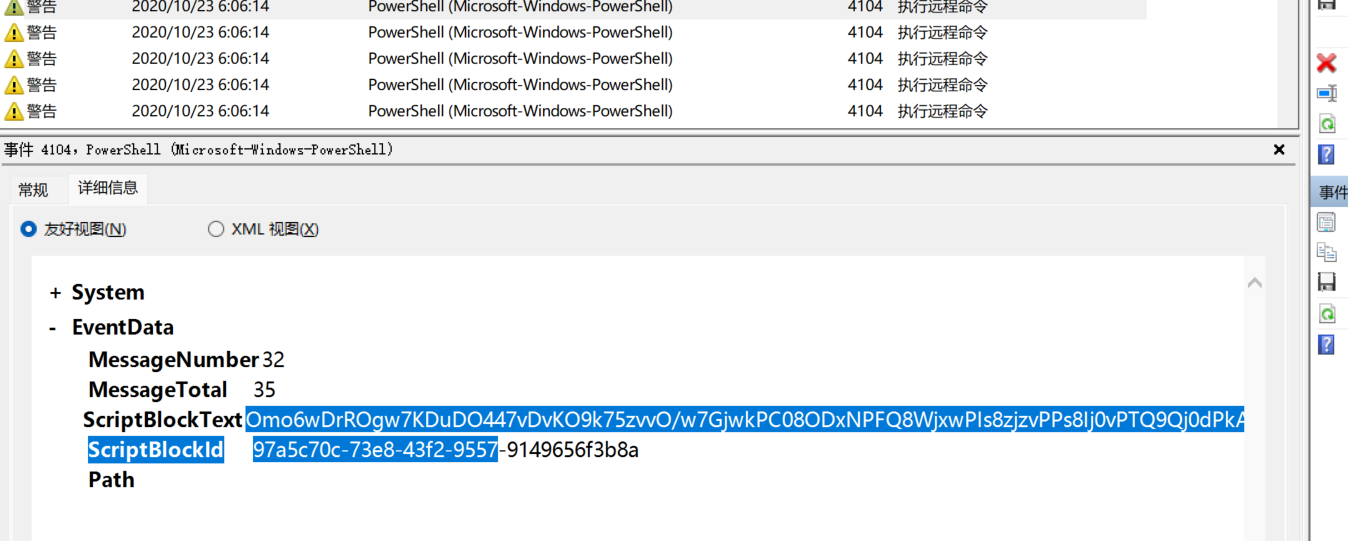 警告 2020/10/23 6:06:14 PowerShell (Microsoft-Windows-PowerShell) 4104 执行远程命令
警告 2020/10/23 6:06:14 PowerShell (Microsoft-Windows-PowerShell) 4104 执行远程命令
警告 2020/10/23 6:06:14 PowerShell (Microsoft-Windows-PowerShell) 4104 执行远程命令
警告 2020/10/23 6:06:14 PowerShell (Microsoft-Windows-PowerShell) 4104 执行远程命令
警告 2020/10/23 6:06:14 PowerShell (Microsoft-Windows-PowerShell) 4104 执行远程命令
事件 4104，PowerShell (Microsoft-Windows-PowerShell)
常规 详细信息
事件
友好视图(N) XML 视图(X)
+ System
- EventData
MessageNumber 32
MessageTotal 35
ScriptBlockText Omo6wDrROgw7KDuDO447vDvKO9k75zvvO/w7GjwkPC08ODxNPFQ8WjxwPIs8zjzvPPs8Ij0vPTQ9Qj0dPkA
ScriptBlockId 97a5c70c-73e8-43f2-9557-9149656f3b8a
Path